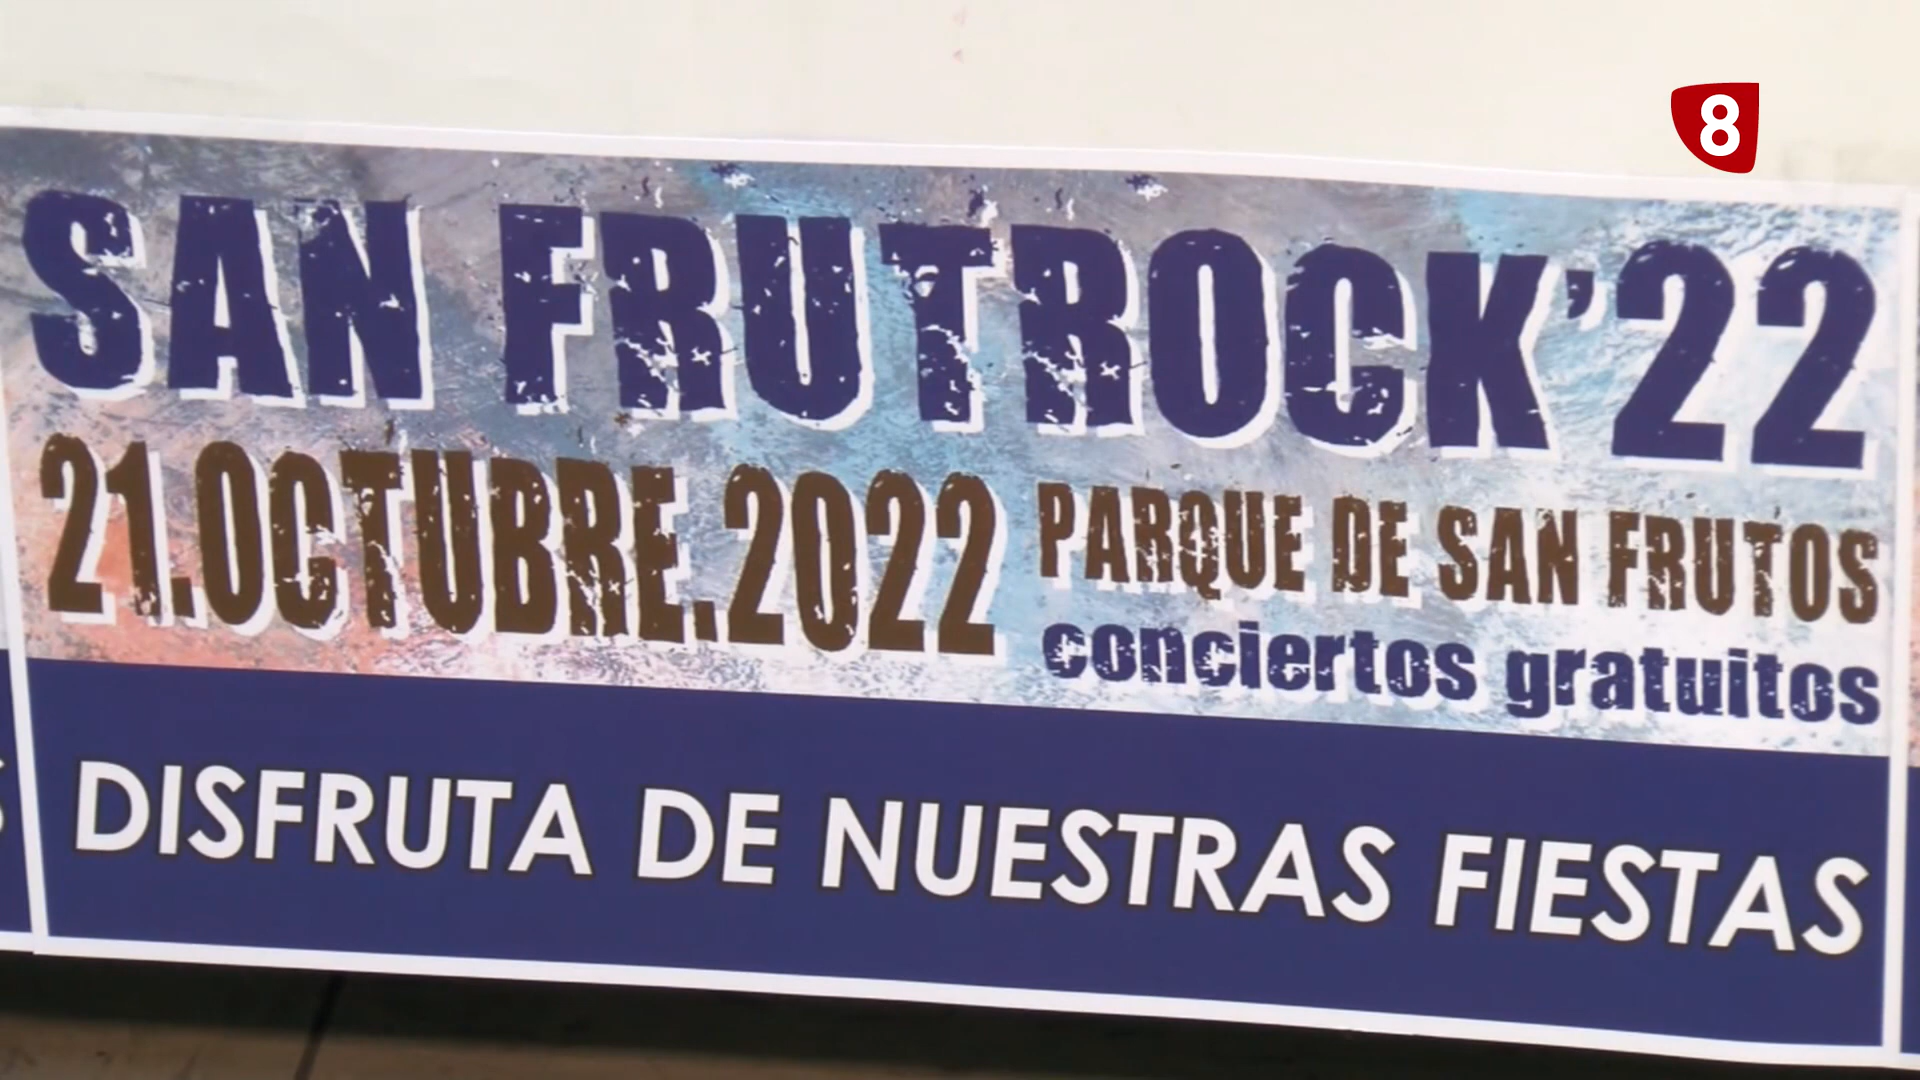 8
SAN FRUTROCK'22
21.OCTUBRE.2022
PARQUE DE SAN FRUTOS
conciertos gratuitos
DISFRUTA DE NUESTRAS FIESTAS